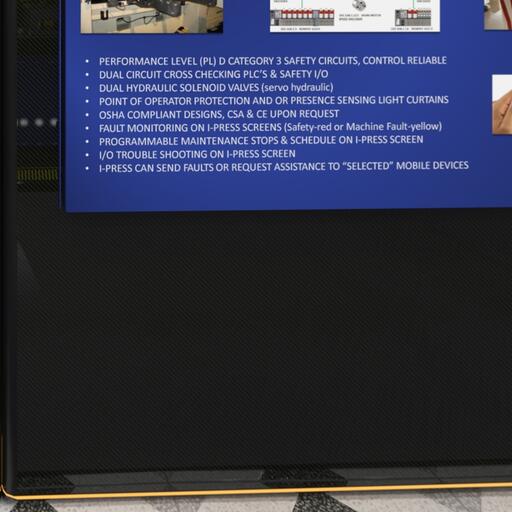 • PERFORMANCE LEVEL (PL) D CATEGORY 3 SAFETY CIRCUITS, CONTROL RELIABLE
• DUAL CIRCUIT CROSS CHECKING PLC'S & SAFETY I/O
• DUAL HYDRAULIC SOLENOID VALVES (servo hydraulic)
• POINT OF OPERATOR PROTECTION AND OR PRESENCE SENSING LIGHT CURTAINS
• OSHA COMPLIANT DESIGNS, CSA & CE UPON REQUEST
• FAULT MONITORING ON I-PRESS SCREENS (Safety-red or Machine Fault-yellow)
• PROGRAMMABLE MAINTENANCE STOPS & SCHEDULE ON I-PRESS SCREEN
• I/O TROUBLE SHOOTING ON I-PRESS SCREEN
• I-PRESS CAN SEND FAULTS OR REQUEST ASSISTANCE TO “SELECTED” MOBILE DEVICES